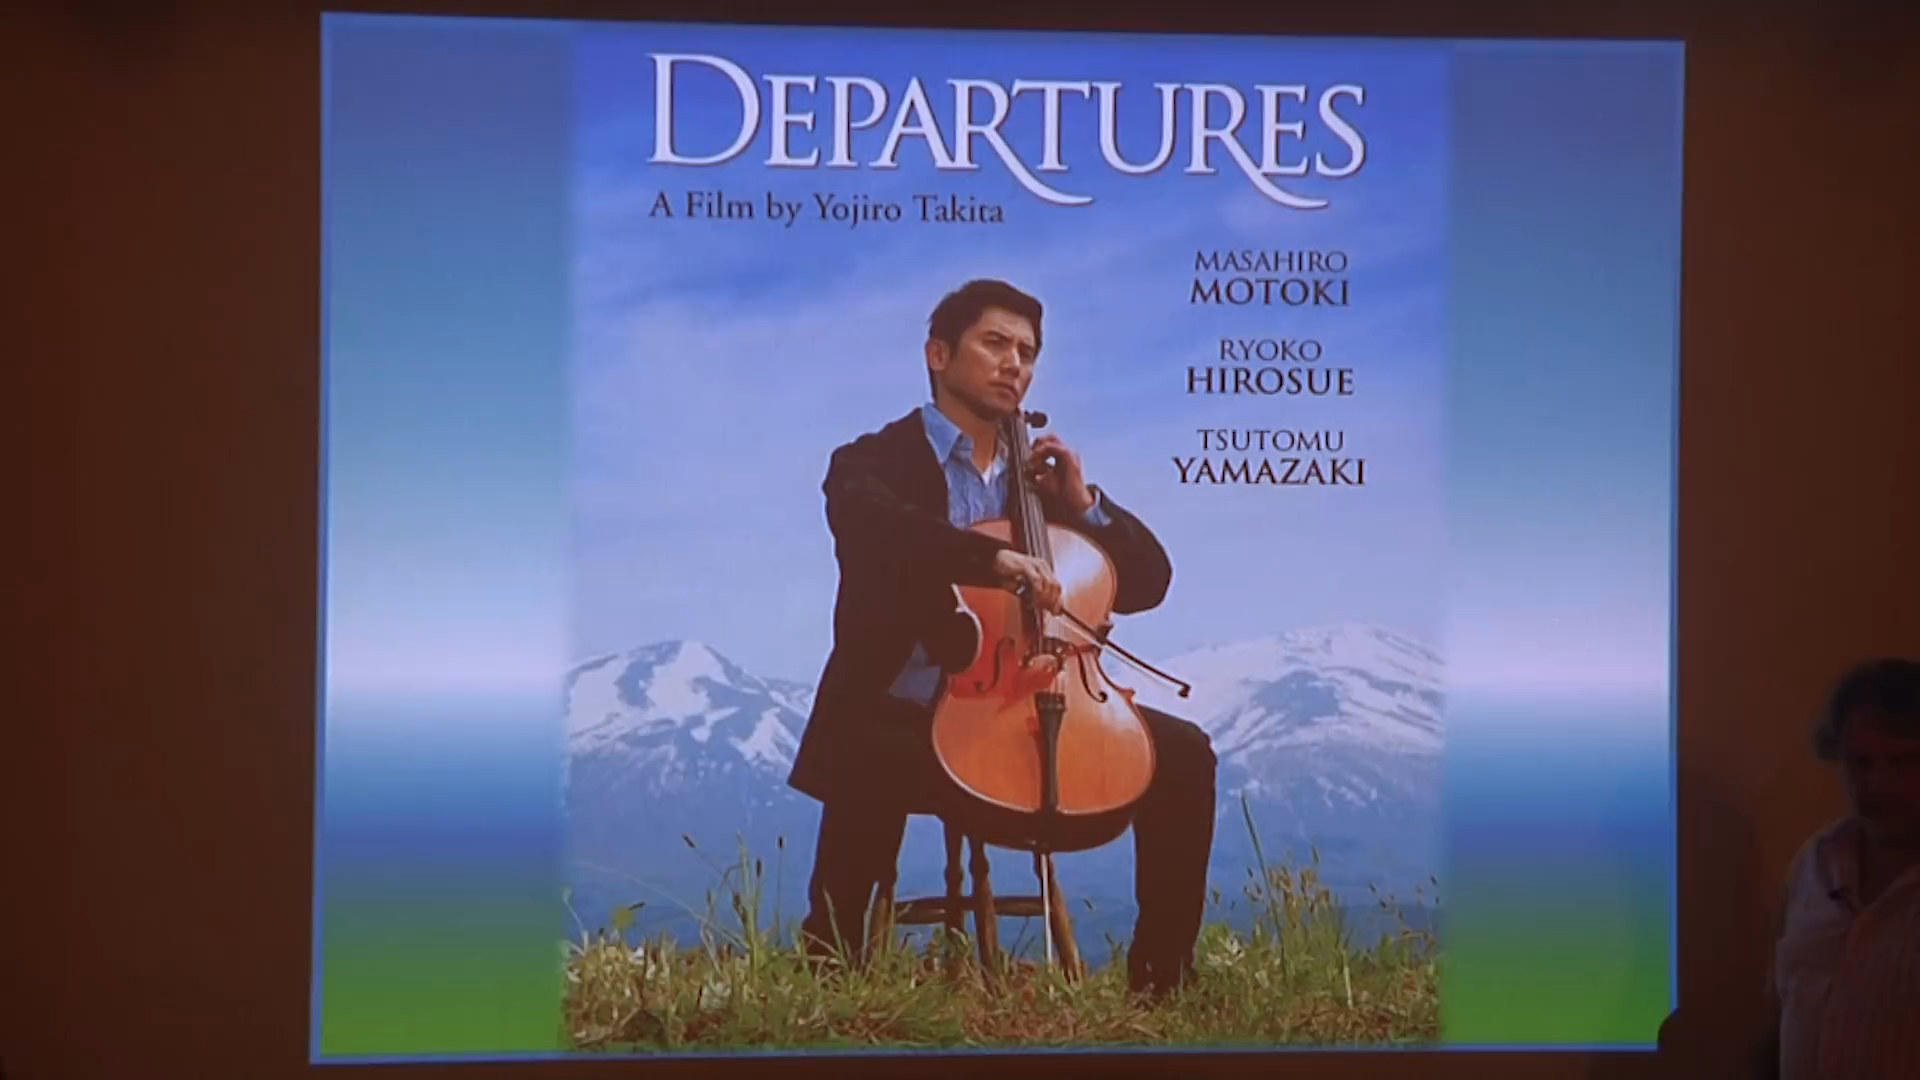 DEPARTURES
A Film by Yojiro Takita
MASAHIRO
MOTOKI
RYOKO
HIROSUE
TSUTOMU
YAMAZAKI